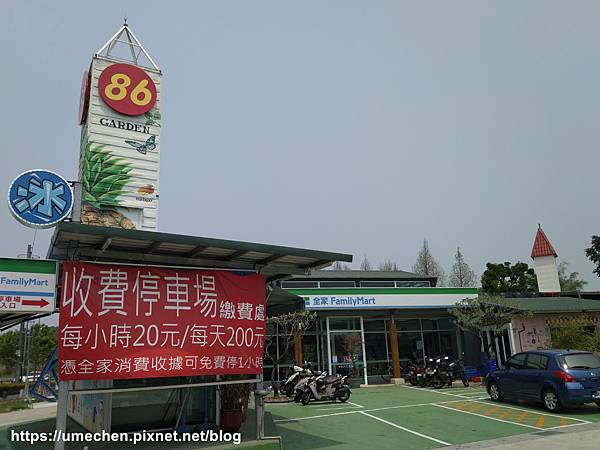 86
GARDEN
冰
FamilyMart
收費停車場
入口
收費停車場 繳費處
每小時20元/每天200元
憑全家消費收據可免費停1小時
全家 FamilyMart
https://umechen.pixnet.net/blog